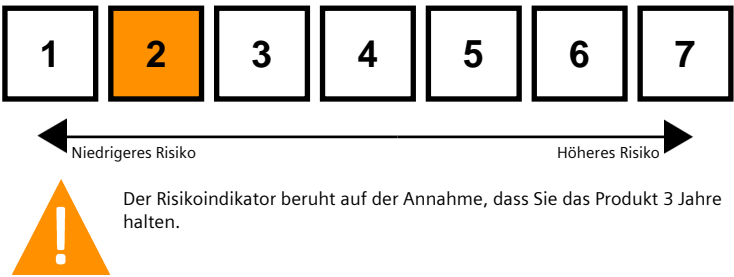 1 2 3 4 5 6 7
Niedrigeres Risiko Höheres Risiko
Der Risikoindikator beruht auf der Annahme, dass Sie das Produkt 3 Jahre
halten.
!